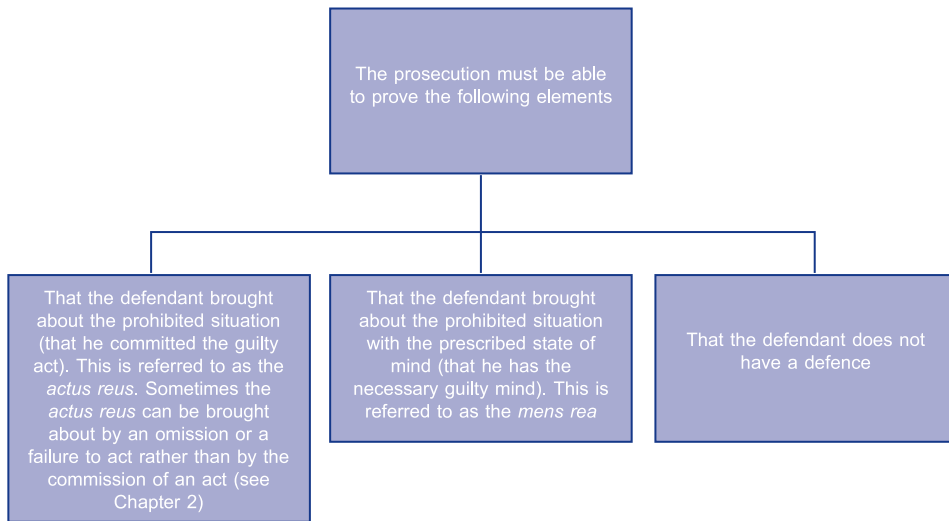 The prosecution must be able
to prove the following elements
That the defendant brought
about the prohibited situation
(that he committed the guilty
act). This is referred to as the
actus reus. Sometimes the
actus reus can be brought
about by an omission or a
failure to act rather than by the
commission of an act (see
Chapter 2)
That the defendant brought
about the prohibited situation
with the prescribed state of
mind (that he has the
necessary guilty mind). This is
referred to as the mens rea
That the defendant does not
have a defence